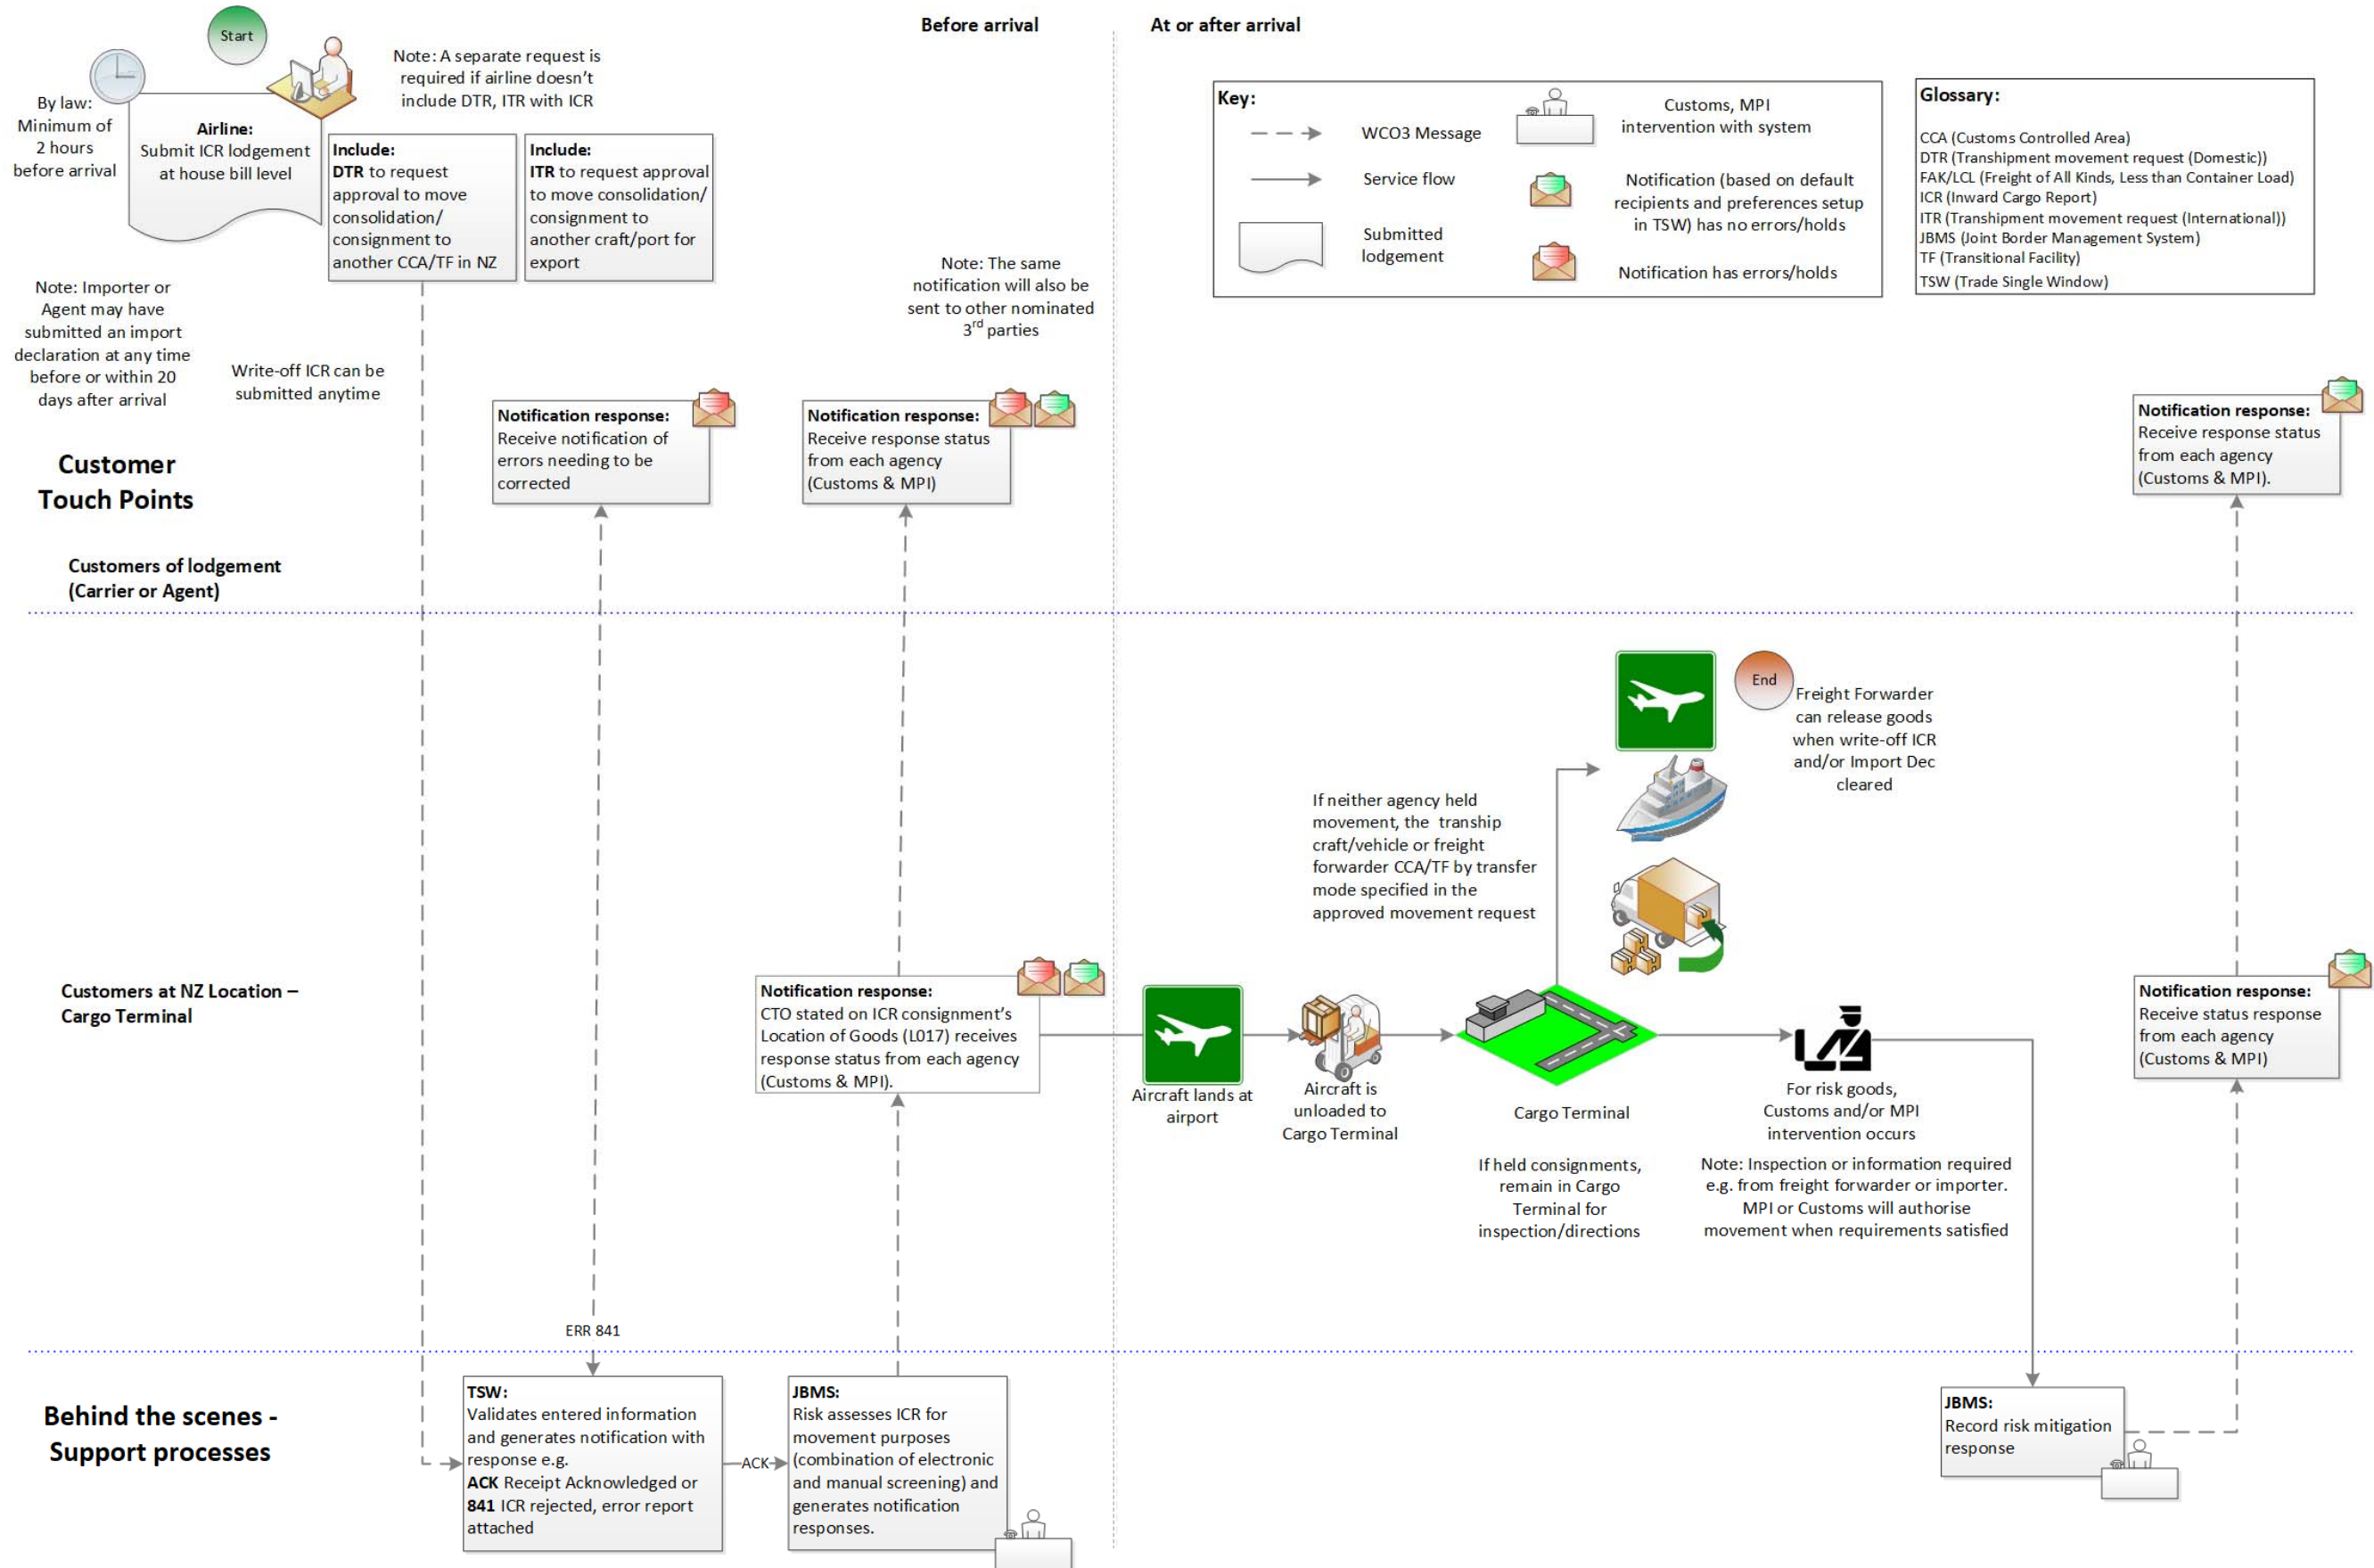 Before arrival
At or after arrival
Start
Note: A separate request is
required if airline doesn't
include DTR, ITR with ICR
By law:
Minimum of
2 hours
before arrival
Airline:
Submit ICR lodgement
at house bill level
Include:
DTR to request
approval to move
consolidation/
consignment to
another CCA/TF in NZ
Include:
ITR to request approval
to move consolidation/
consignment to
another craft/port for
export
Key:
WCO3 Message
Service flow
Submitted
lodgement
Customs, MPI
intervention with system
Notification (based on default
recipients and preferences setup
in TSW) has no errors/holds
Notification has errors/holds
Glossary:
CCA (Customs Controlled Area)
DTR (Transhipment movement request (Domestic))
FAK/LCL (Freight of All Kinds, Less than Container Load)
ICR (Inward Cargo Report)
ITR (Transhipment movement request (International))
JBMS (Joint Border Management System)
TF (Transitional Facility)
TSW (Trade Single Window)
Note: Importer or
Agent may have
submitted an import
declaration at any time
before or within 20
days after arrival
Write-off ICR can be
submitted anytime
Note: The same
notification will also be
sent to other nominated
3rd parties
Notification response:
Receive notification of
errors needing to be
corrected
Notification response:
Receive response status
from each agency
(Customs & MPI)
Notification response:
Receive response status
from each agency
(Customs & MPI).
Customer
Touch Points
Customers of lodgement
(Carrier or Agent)
End
Freight Forwarder
can release goods
when write-off ICR
and/or Import Dec
cleared
If neither agency held
movement, the tranship
craft/vehicle or freight
forwarder CCA/TF by transfer
mode specified in the
approved movement request
Customers at NZ Location –
Cargo Terminal
Notification response:
CTO stated on ICR consignment's
Location of Goods (L017) receives
response status from each agency
(Customs & MPI).
Aircraft lands at
airport
Aircraft is
unloaded to
Cargo Terminal
Cargo Terminal
If held consignments,
remain in Cargo
Terminal for
inspection/directions
For risk goods,
Customs and/or MPI
intervention occurs
Note: Inspection or information required
e.g. from freight forwarder or importer.
MPI or Customs will authorise
movement when requirements satisfied
Notification response:
Receive status response
from each agency
(Customs & MPI)
ERR 841
Behind the scenes -
Support processes
TSW:
Validates entered information
and generates notification with
response e.g.
ACK Receipt Acknowledged or
841 ICR rejected, error report
attached
ACK
JBMS:
Risk assesses ICR for
movement purposes
(combination of electronic
and manual screening) and
generates notification
responses.
JBMS:
Record risk mitigation
response